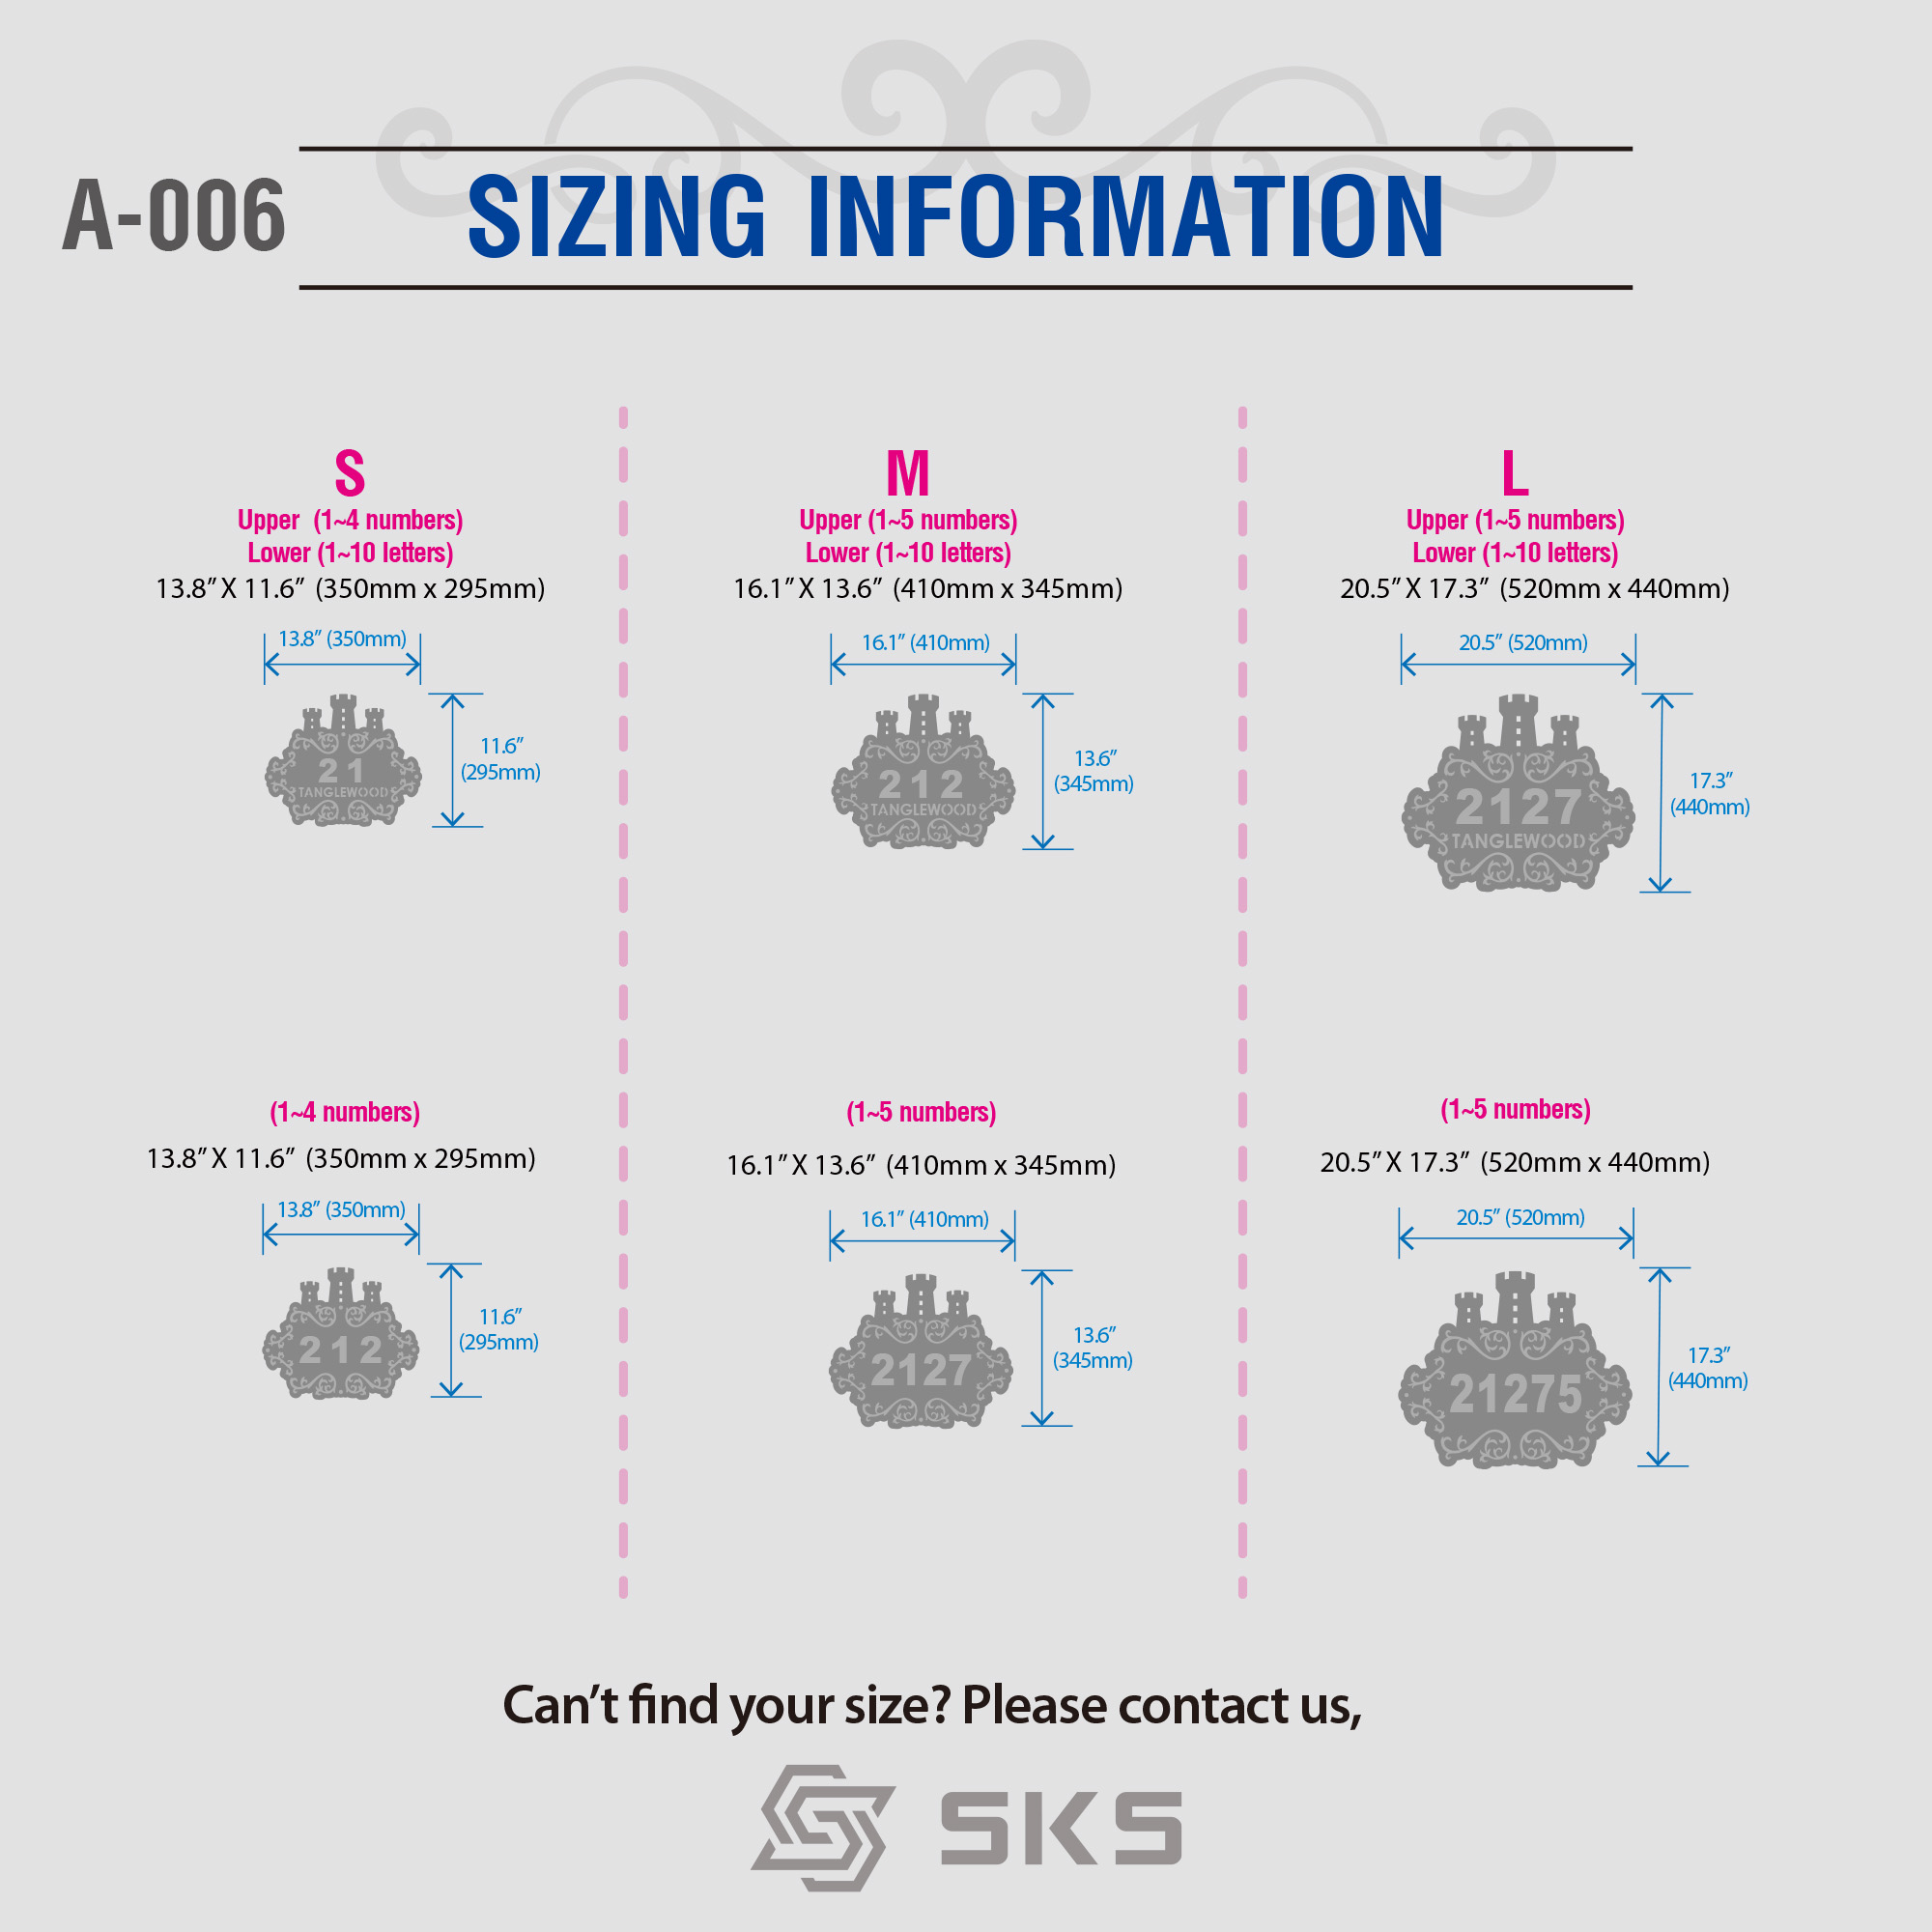 A-006
SIZING INFORMATION
S
Upper (1~4 numbers)
Lower (1~10 letters)
13.8” X 11.6” (350mm x 295mm)
13.8” (350mm)
11.6”
(295mm)
21
TANGLEWOOD
M
Upper (1~5 numbers)
Lower (1~10 letters)
16.1” X 13.6” (410mm x 345mm)
16.1” (410mm)
13.6”
(345mm)
212
TANGLEWOOD
L
Upper (1~5 numbers)
Lower (1~10 letters)
20.5” X 17.3” (520mm x 440mm)
20.5” (520mm)
17.3”
(440mm)
2127
TANGLEWOOD
(1~4 numbers)
13.8” X 11.6” (350mm x 295mm)
13.8” (350mm)
11.6”
(295mm)
212
(1~5 numbers)
16.1” X 13.6” (410mm x 345mm)
16.1” (410mm)
13.6”
(345mm)
2127
(1~5 numbers)
20.5” X 17.3” (520mm x 440mm)
20.5” (520mm)
17.3”
(440mm)
21275
Can’t find your size? Please contact us,
SKS